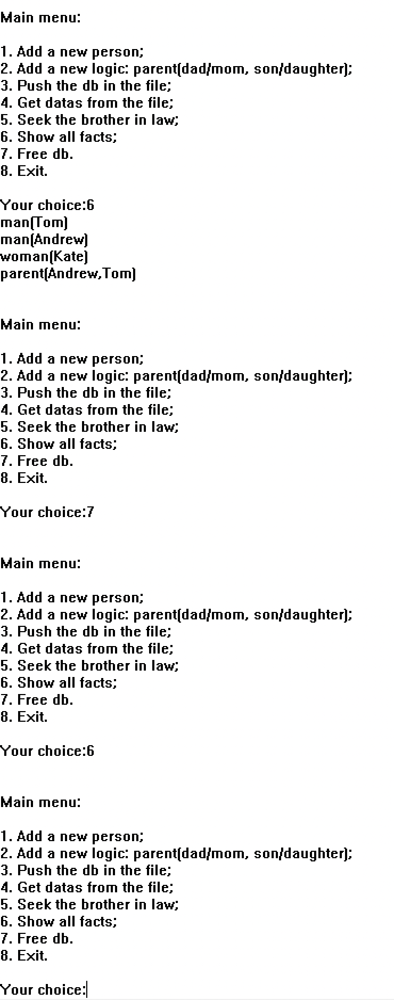 Main menu:
1. Add a new person;
2. Add a new logic: parent(dad/mom, son/daughter);
3. Push the db in the file;
4. Get datas from the file;
5. Seek the brother in law;
6. Show all facts;
7. Free db.
8. Exit.
Your choice:6
man(Tom)
man(Andrew)
woman(Kate)
parent(Andrew,Tom)
Main menu:
1. Add a new person;
2. Add a new logic: parent(dad/mom, son/daughter);
3. Push the db in the file;
4. Get datas from the file;
5. Seek the brother in law;
6. Show all facts;
7. Free db.
8. Exit.
Your choice:7
Main menu:
1. Add a new person;
2. Add a new logic: parent(dad/mom, son/daughter);
3. Push the db in the file;
4. Get datas from the file;
5. Seek the brother in law;
6. Show all facts;
7. Free db.
8. Exit.
Your choice:6
Main menu:
1. Add a new person;
2. Add a new logic: parent(dad/mom, son/daughter);
3. Push the db in the file;
4. Get datas from the file;
5. Seek the brother in law;
6. Show all facts;
7. Free db.
8. Exit.
Your choice: